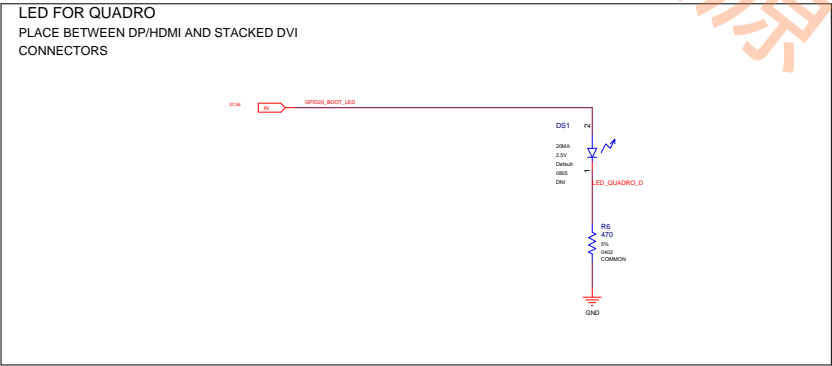 LED FOR QUADRO
PLACE BETWEEN DP/HDMI AND STACKED DVI
CONNECTORS
27,36
IN
GPIO20_BOOT_LED
DS1
2
20MA
2.5V
Default
0805
DNI
1
LED_QUADRO_D
R6
470
5%
0402
COMMON
GND